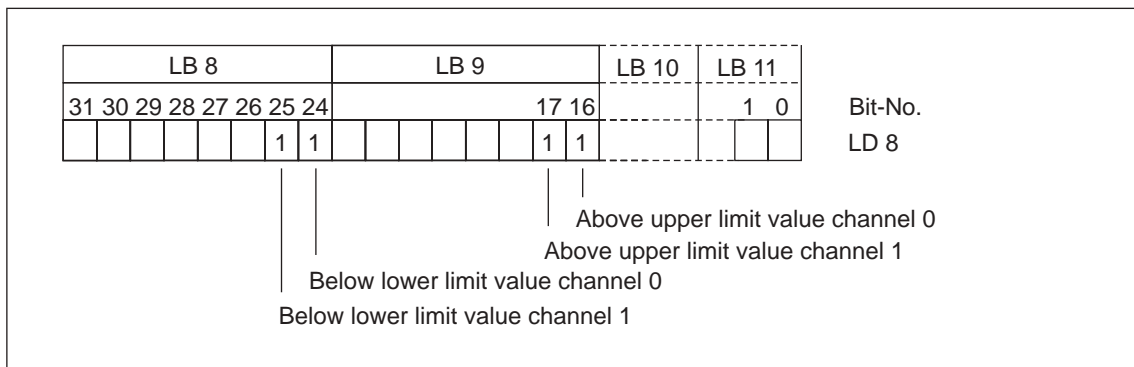 LB 8 LB 9 LB 10 LB 11
31 30 29 28 27 26 25 24 17 16 1 0 Bit-No.
1 1 1 1 LD 8
Above upper limit value channel 0
Above upper limit value channel 1
Below lower limit value channel 0
Below lower limit value channel 1